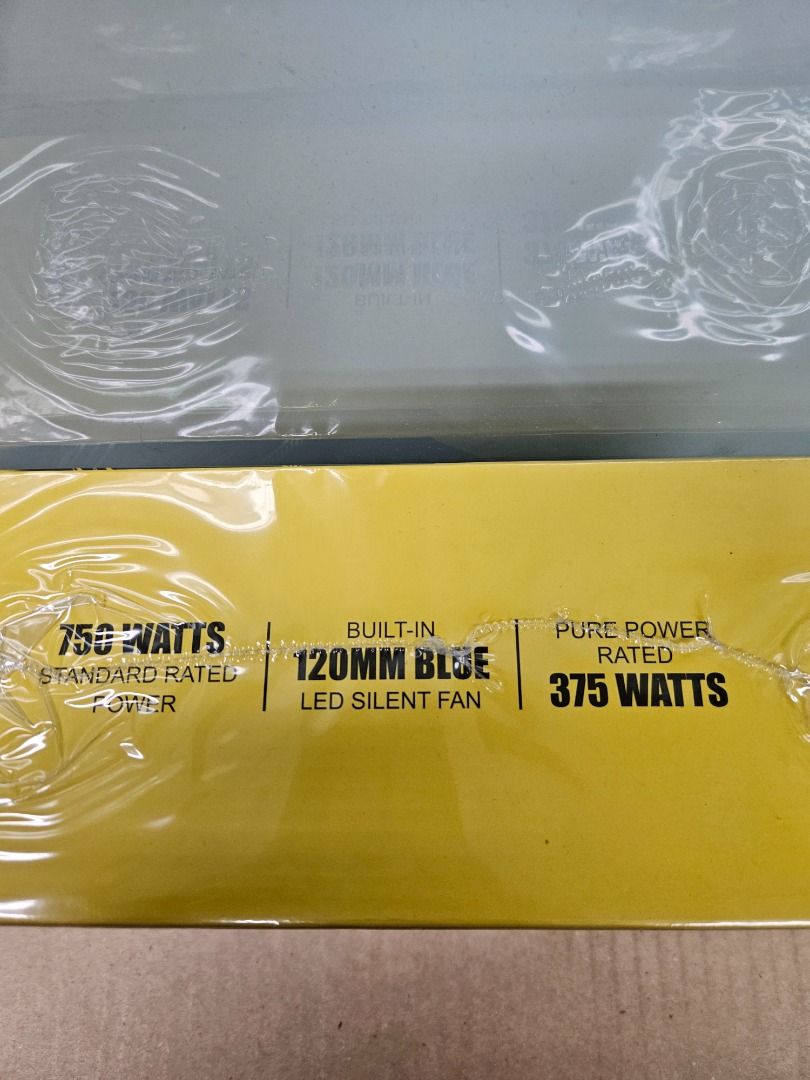 750 WATTS
STANDARD RATED
POWER
BUILT-IN
120MM BLUE
LED SILENT FAN
PURE POWER
RATED
375 WATTS